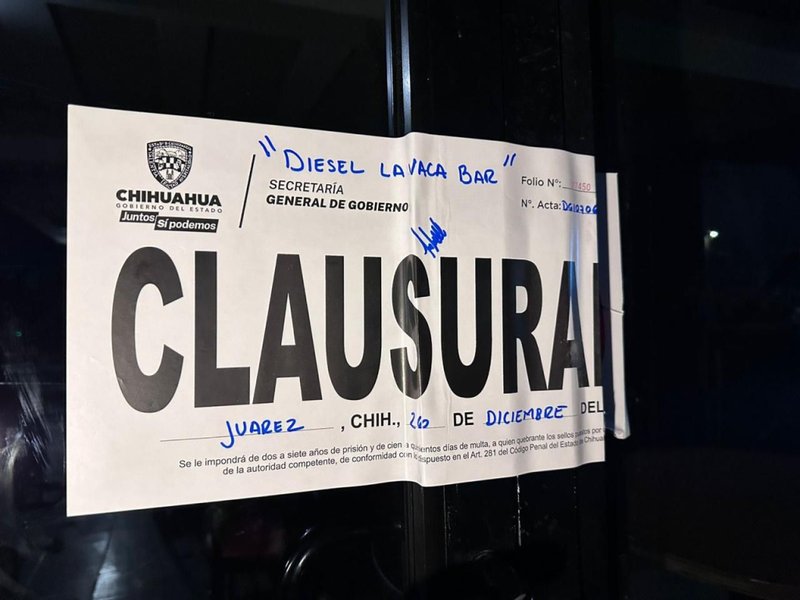 "DIESEL LA VACA BAR"
CHIHUAHUA
GOBIERNO DEL ESTADO
Juntos Sí podemos
SECRETARÍA
GENERAL DE GOBIERNO
Folio N°:
N°. Acta:
CLAUSURA
JUAREZ, CHIH., 26 DE DICIEMBRE DEL
Se le impondrá de dos a siete años de prisión y de cien a quinientos días de multa, a quien quebrante los sellos puestos por
de la autoridad competente, de conformidad con lo dispuesto en el Art. 281 del Código Penal del Estado de Chihua